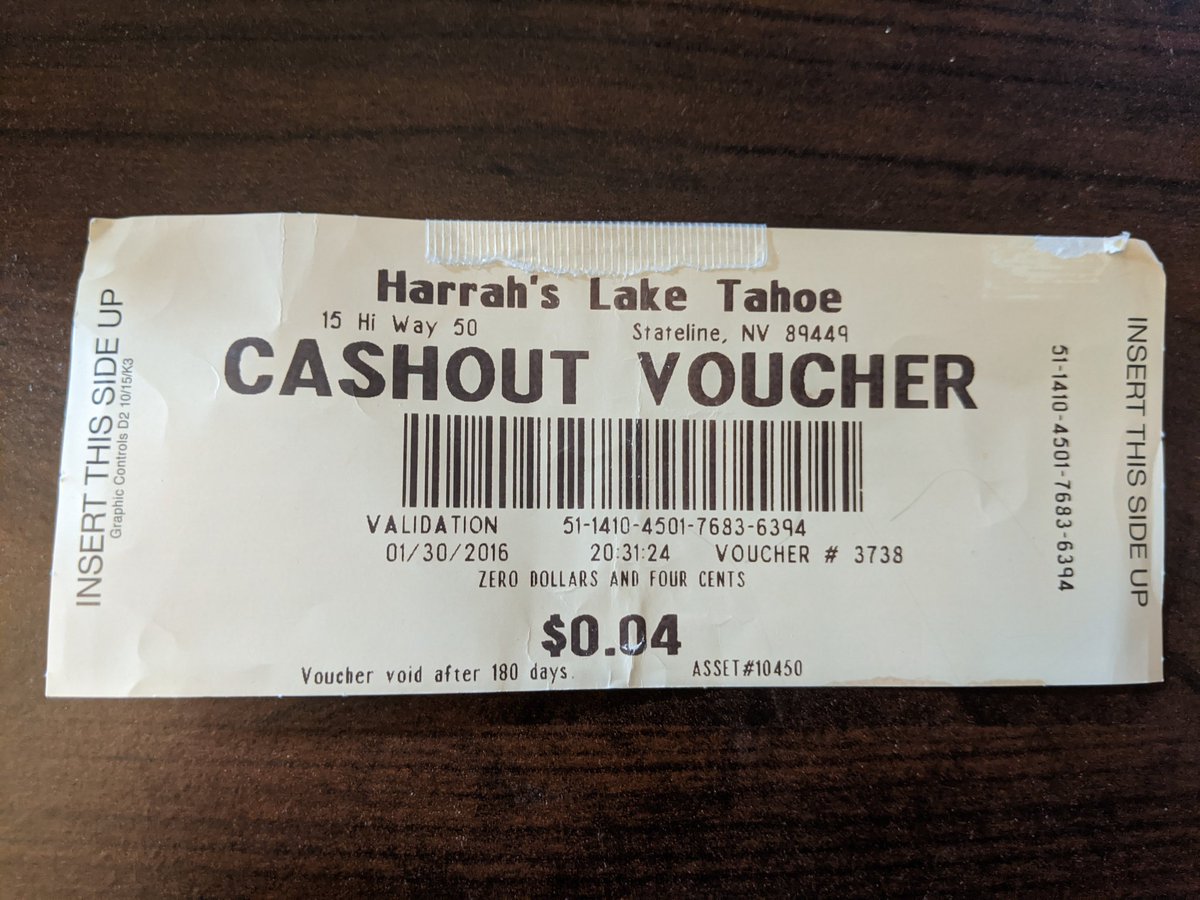 Harrah's Lake Tahoe
15 Hi Way 50 Stateline, NV 89449
CASHOUT VOUCHER
VALIDATION 51-1410-4501-7683-6394
01/30/2016 20:31:24 VOUCHER # 3738
ZERO DOLLARS AND FOUR CENTS
$0.04
Voucher void after 180 days. ASSET#10450
INSERT THIS SIDE UP
Graphic Controls D2 10/15/K3
51-1410-4501-7683-6394
INSERT THIS SIDE UP